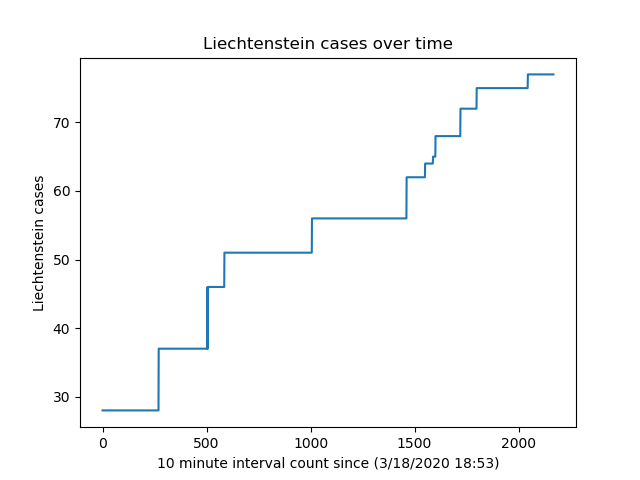 Liechtenstein cases over time
70
60
50
40
30
Liechtenstein cases
0 500 1000 1500 2000
10 minute interval count since (3/18/2020 18:53)